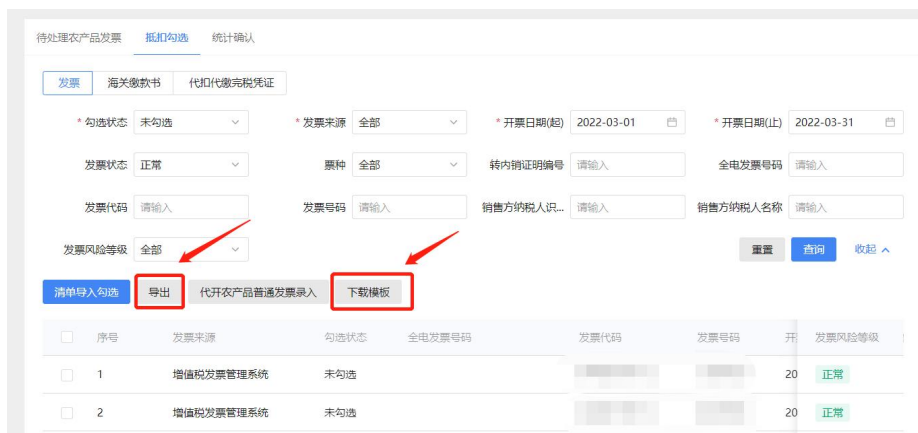 待处理农产品发票 抵扣勾选 统计确认
发票 海关缴款书 代扣代缴完税凭证
* 勾选状态 未勾选 * 发票来源 全部 * 开票日期(起) 2022-03-01 * 开票日期(止) 2022-03-31
发票状态 正常 票种 全部 转内销证明编号 请输入 全电发票号码 请输入
发票代码 请输入 发票号码 请输入 销售方纳税人识... 请输入 销售方纳税人名称 请输入
发票风险等级 全部 重置 查询 收起
清单导入勾选 导出 代开农产品普通发票录入 下载模板
序号 发票来源 勾选状态 全电发票号码 发票代码 发票号码 开 发票风险等级
1 增值税发票管理系统 未勾选 20 正常
2 增值税发票管理系统 未勾选 20 正常